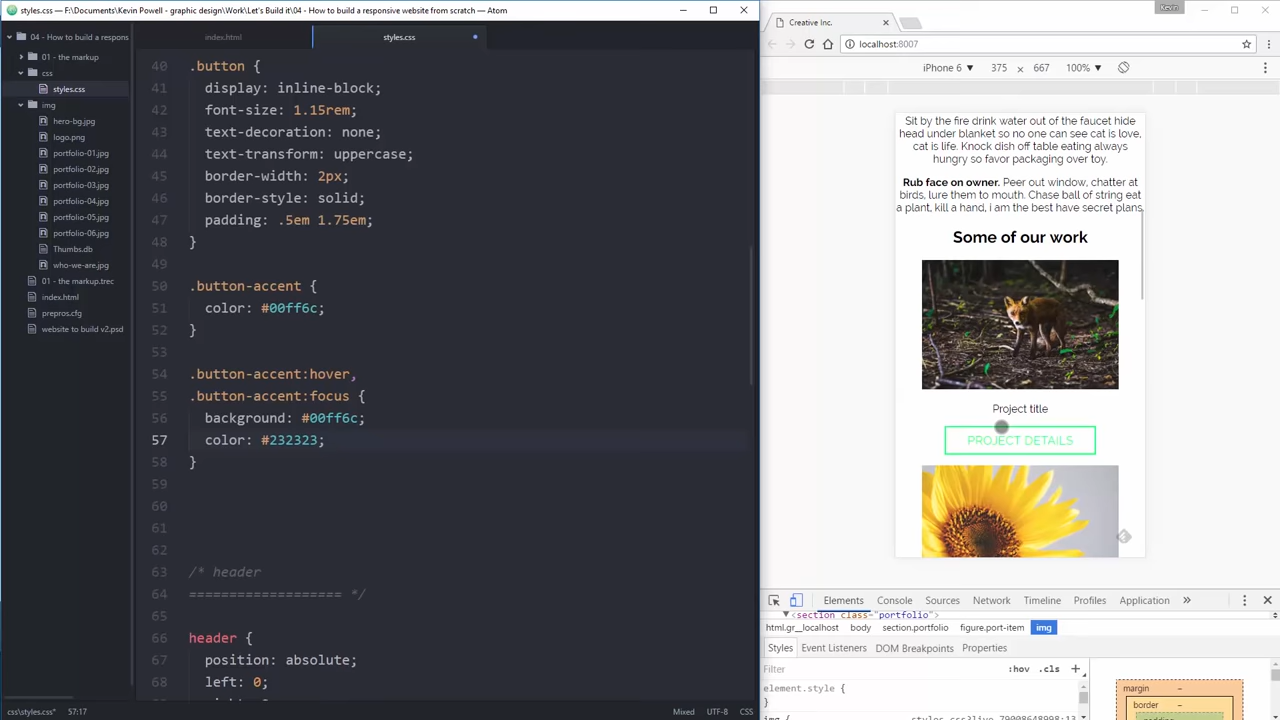 styles.css — F:\Documents\Kevin Powell - graphic design\Work\Let's Build it\04 - How to build a responsive website from scratch — Atom
04 - How to build a respons
01 - the markup
css
styles.css
img
hero-bg.jpg
logo.png
portfolio-01.jpg
portfolio-02.jpg
portfolio-03.jpg
portfolio-04.jpg
portfolio-05.jpg
portfolio-06.jpg
Thumbs.db
who-we-are.jpg
01 - the markup.trec
index.html
prepros.cfg
website to build v2.psd
index.html
styles.css
40 .button {
41 display: inline-block;
42 font-size: 1.15rem;
43 text-decoration: none;
44 text-transform: uppercase;
45 border-width: 2px;
46 border-style: solid;
47 padding: .5em 1.75em;
48 }
49
50 .button-accent {
51 color: #00ff6c;
52 }
53
54 .button-accent:hover,
55 .button-accent:focus {
56 background: #00ff6c;
57 color: #232323;
58 }
59
60
61
62
63 /* header
64 =================== */
65
66 header {
67 position: absolute;
68 left: 0;
css\styles.css* 57:17
Mixed UTF-8 CSS
Kevin
Creative Inc.
localhost:8007
iPhone 6 ▼ 375 × 667 100% ▼
Sit by the fire drink water out of the faucet hide
head under blanket so no one can see cat is love,
cat is life. Knock dish off table eating always
hungry so favor packaging over toy.
Rub face on owner. Peer out window, chatter at
birds, lure them to mouth. Chase ball of string eat
a plant, kill a hand, i am the best have secret plans.
Some of our work
Project title
PROJECT DETAILS
Elements Console Sources Network Timeline Profiles Application »
▼<section class="portfolio">
html.gr__localhost body section.portfolio figure.port-item img
Styles Event Listeners DOM Breakpoints Properties
Filter :hov .cls +
element.style {
}
margin –
border –